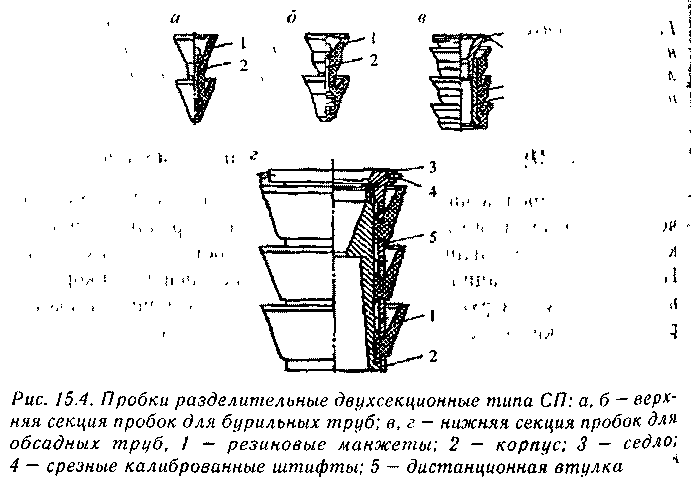 а б в
1
2
1
2
г
3
4
5
1
2
Рис. 15.4. Пробки разделительные двухсекционные типа СП: а, б – верх-
няя секция пробок для бурильных труб; в, г – нижняя секция пробок для
обсадных труб, 1 – резиновые манжеты; 2 – корпус; 3 – седло;
4 – срезные калиброванные штифты; 5 – дистанционная втулка